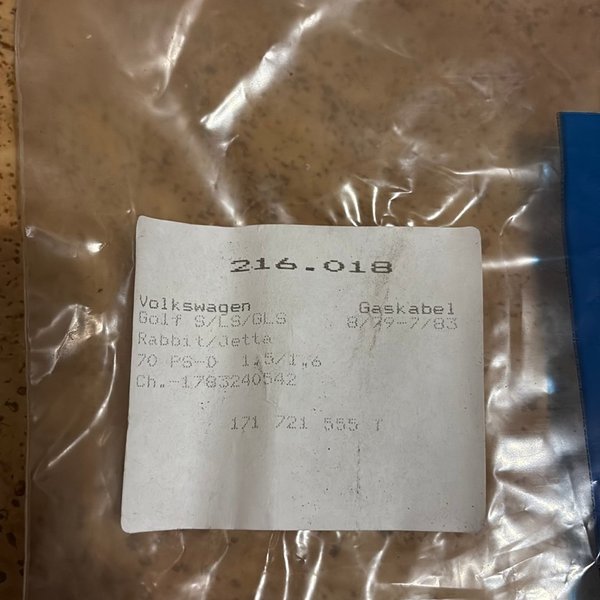 216.018
Volkswagen Gaskabel
Golf S/LS/GLS 8/79-7/83
Rabbit/Jetta
70 PS-D 1,5/1,6
Ch.-1783240542
171 721 555 T